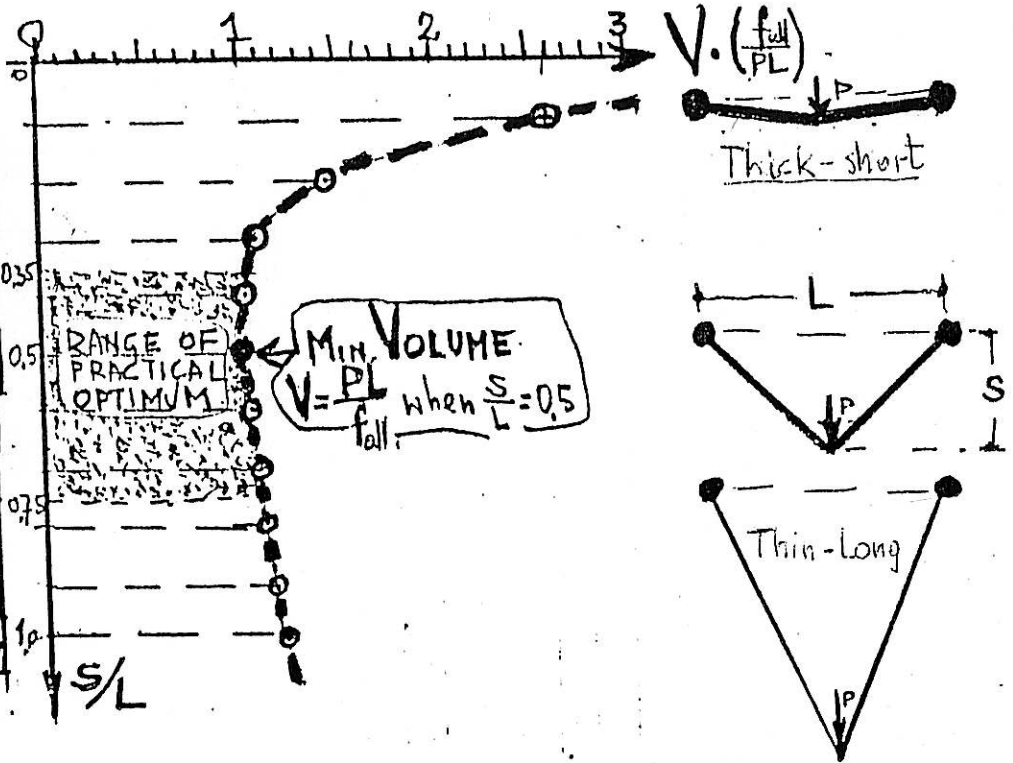 0 1 2 3
V·(fall/PL)
0
P
Thick-short
0,35
L
RANGE OF
PRACTICAL
OPTIMUM
0,5
MIN. VOLUME
V = PL/fall. when S/L = 0,5
P
S
0,75
Thin-Long
1,0
S/L
P